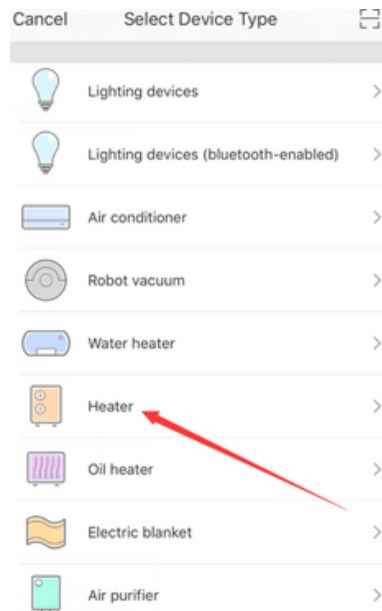 Cancel Select Device Type
Lighting devices
Lighting devices (bluetooth-enabled)
Air conditioner
Robot vacuum
Water heater
Heater
Oil heater
Electric blanket
Air purifier